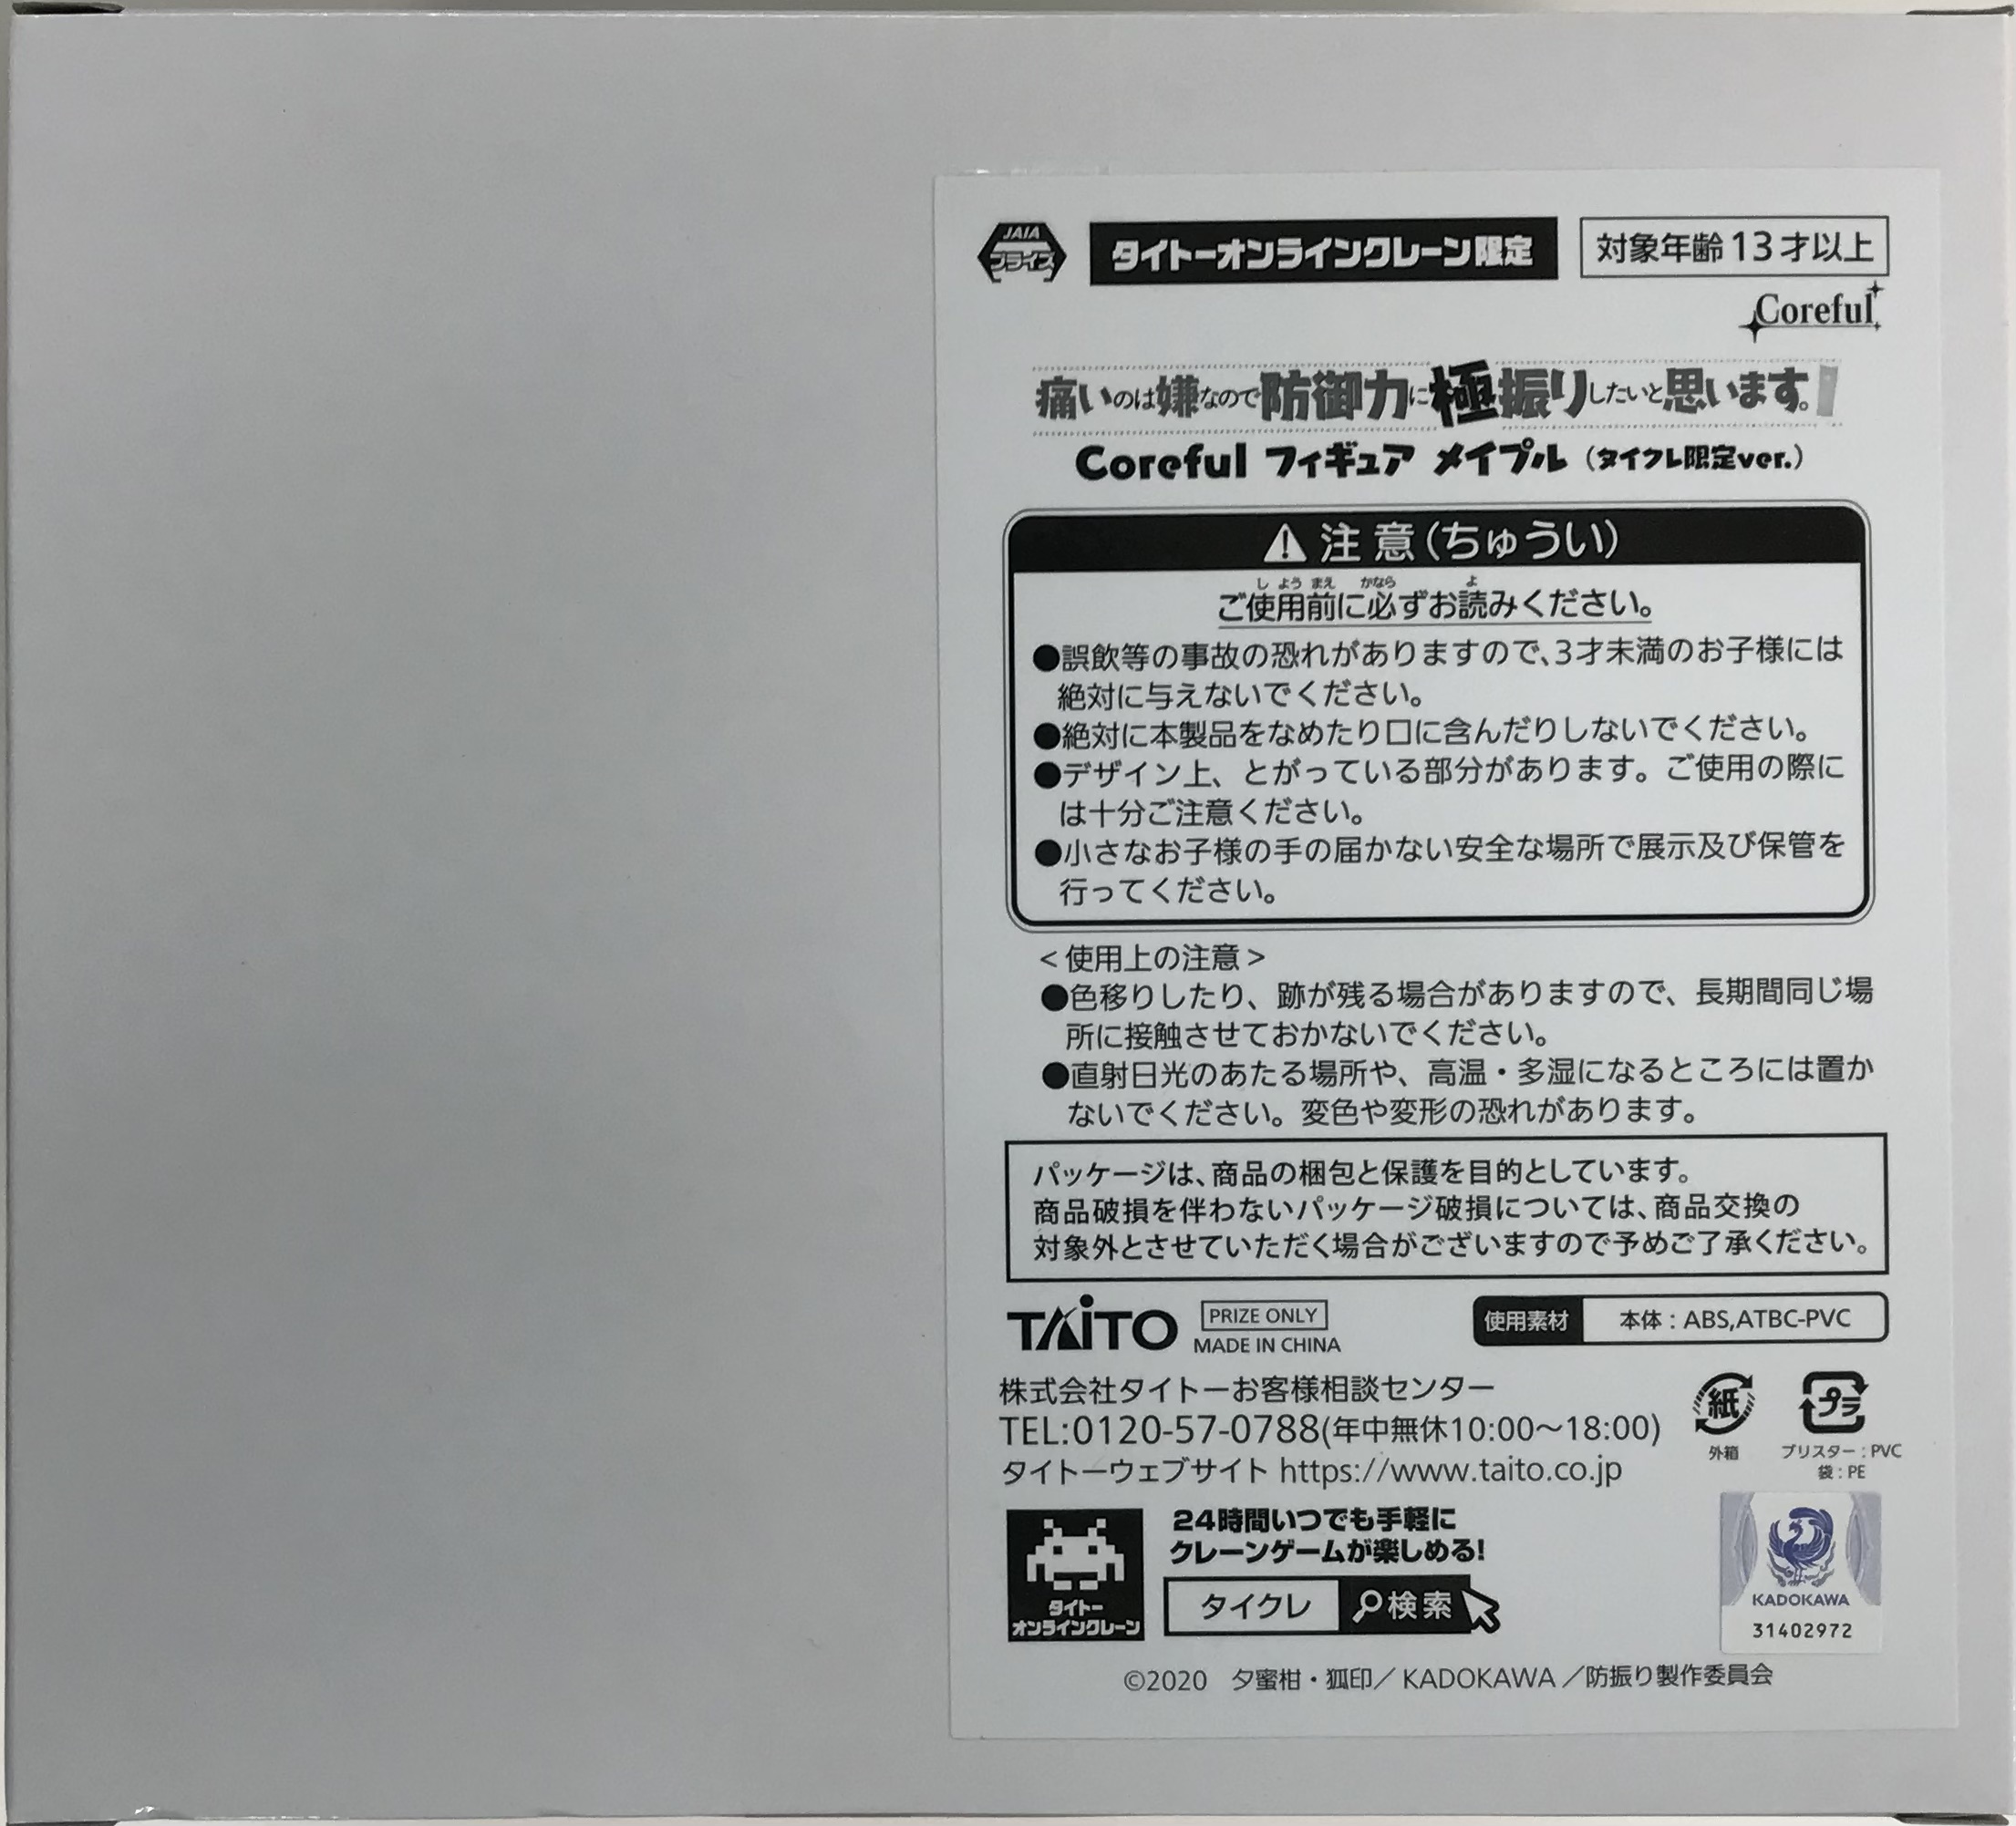 JAIA
プライズ
タイトーオンラインクレーン限定
対象年齢13才以上
Coreful
痛いのは嫌なので防御力に極振りしたいと思います。
Coreful フィギュア メイプル（タイクレ限定ver.）
⚠注意（ちゅうい）
しようまえ かなら よ
ご使用前に必ずお読みください。
●誤飲等の事故の恐れがありますので、3才未満のお子様には
絶対に与えないでください。
●絶対に本製品をなめたり口に含んだりしないでください。
●デザイン上、とがっている部分があります。ご使用の際に
は十分ご注意ください。
●小さなお子様の手の届かない安全な場所で展示及び保管を
行ってください。
＜使用上の注意＞
●色移りしたり、跡が残る場合がありますので、長期間同じ場
所に接触させておかないでください。
●直射日光のあたる場所や、高温・多湿になるところには置か
ないでください。変色や変形の恐れがあります。
パッケージは、商品の梱包と保護を目的としています。
商品破損を伴わないパッケージ破損については、商品交換の
対象外とさせていただく場合がございますので予めご了承ください。
TAITO
PRIZE ONLY
MADE IN CHINA
使用素材 本体：ABS,ATBC-PVC
株式会社タイトーお客様相談センター
TEL:0120-57-0788(年中無休10:00～18:00)
タイトーウェブサイト https://www.taito.co.jp
紙
外箱
プラ
ブリスター：PVC
袋：PE
タイトー
オンラインクレーン
24時間いつでも手軽に
クレーンゲームが楽しめる!
タイクレ 検索
KADOKAWA
31402972
©2020 夕蜜柑・狐印／KADOKAWA／防振り製作委員会